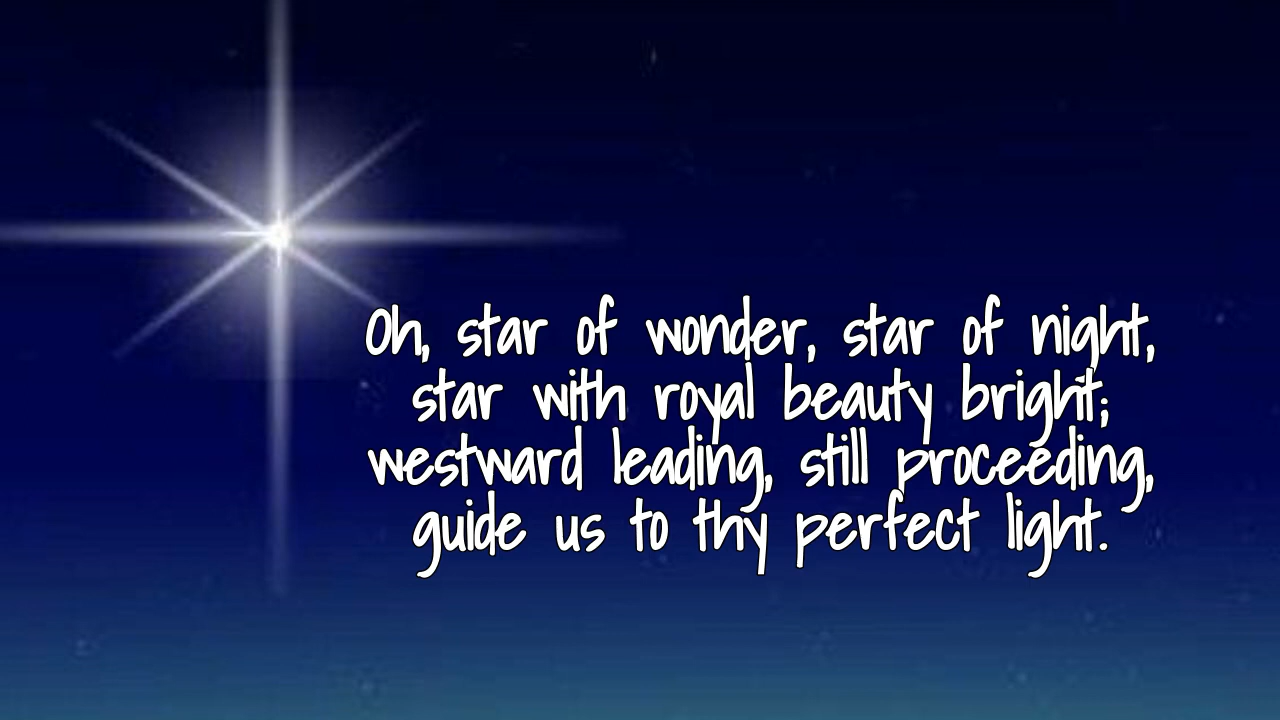 Oh, star of wonder, star of night,
star with royal beauty bright;
westward leading, still proceeding,
guide us to thy perfect light.